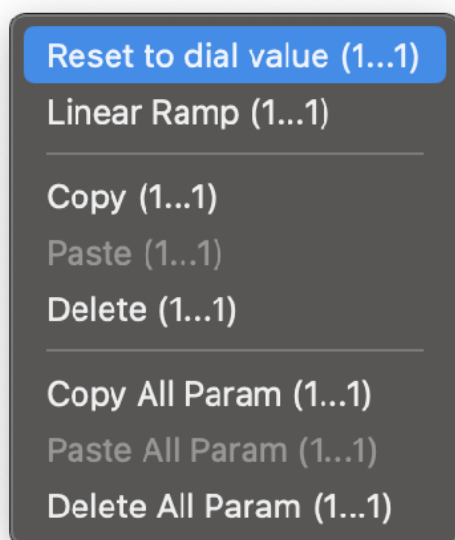 Reset to dial value (1...1)
Linear Ramp (1...1)
Copy (1...1)
Paste (1...1)
Delete (1...1)
Copy All Param (1...1)
Paste All Param (1...1)
Delete All Param (1...1)